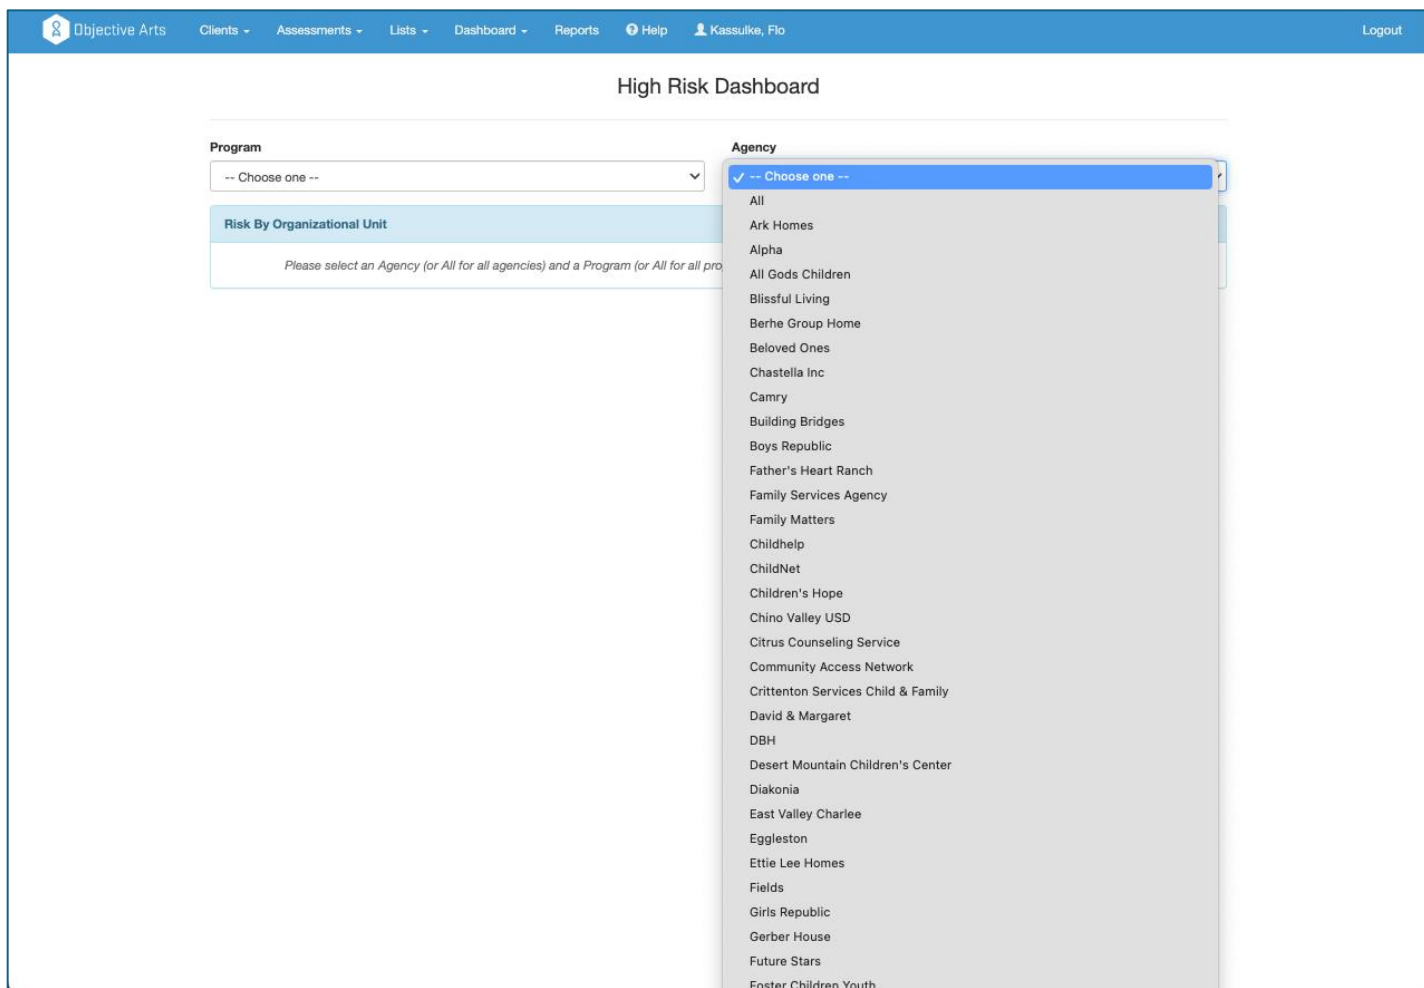 Objective Arts Clients Assessments Lists Dashboard Reports Help Kassulke, Flo Logout
High Risk Dashboard
Program
-- Choose one --
Risk By Organizational Unit
Please select an Agency (or All for all agencies) and a Program (or All for all pro
Agency
✓ -- Choose one --
All
Ark Homes
Alpha
All Gods Children
Blissful Living
Berhe Group Home
Beloved Ones
Chastella Inc
Camry
Building Bridges
Boys Republic
Father's Heart Ranch
Family Services Agency
Family Matters
Childhelp
ChildNet
Children's Hope
Chino Valley USD
Citrus Counseling Service
Community Access Network
Crittenton Services Child & Family
David & Margaret
DBH
Desert Mountain Children's Center
Diakonia
East Valley Charlee
Eggleston
Ettie Lee Homes
Fields
Girls Republic
Gerber House
Future Stars
Foster Children Youth